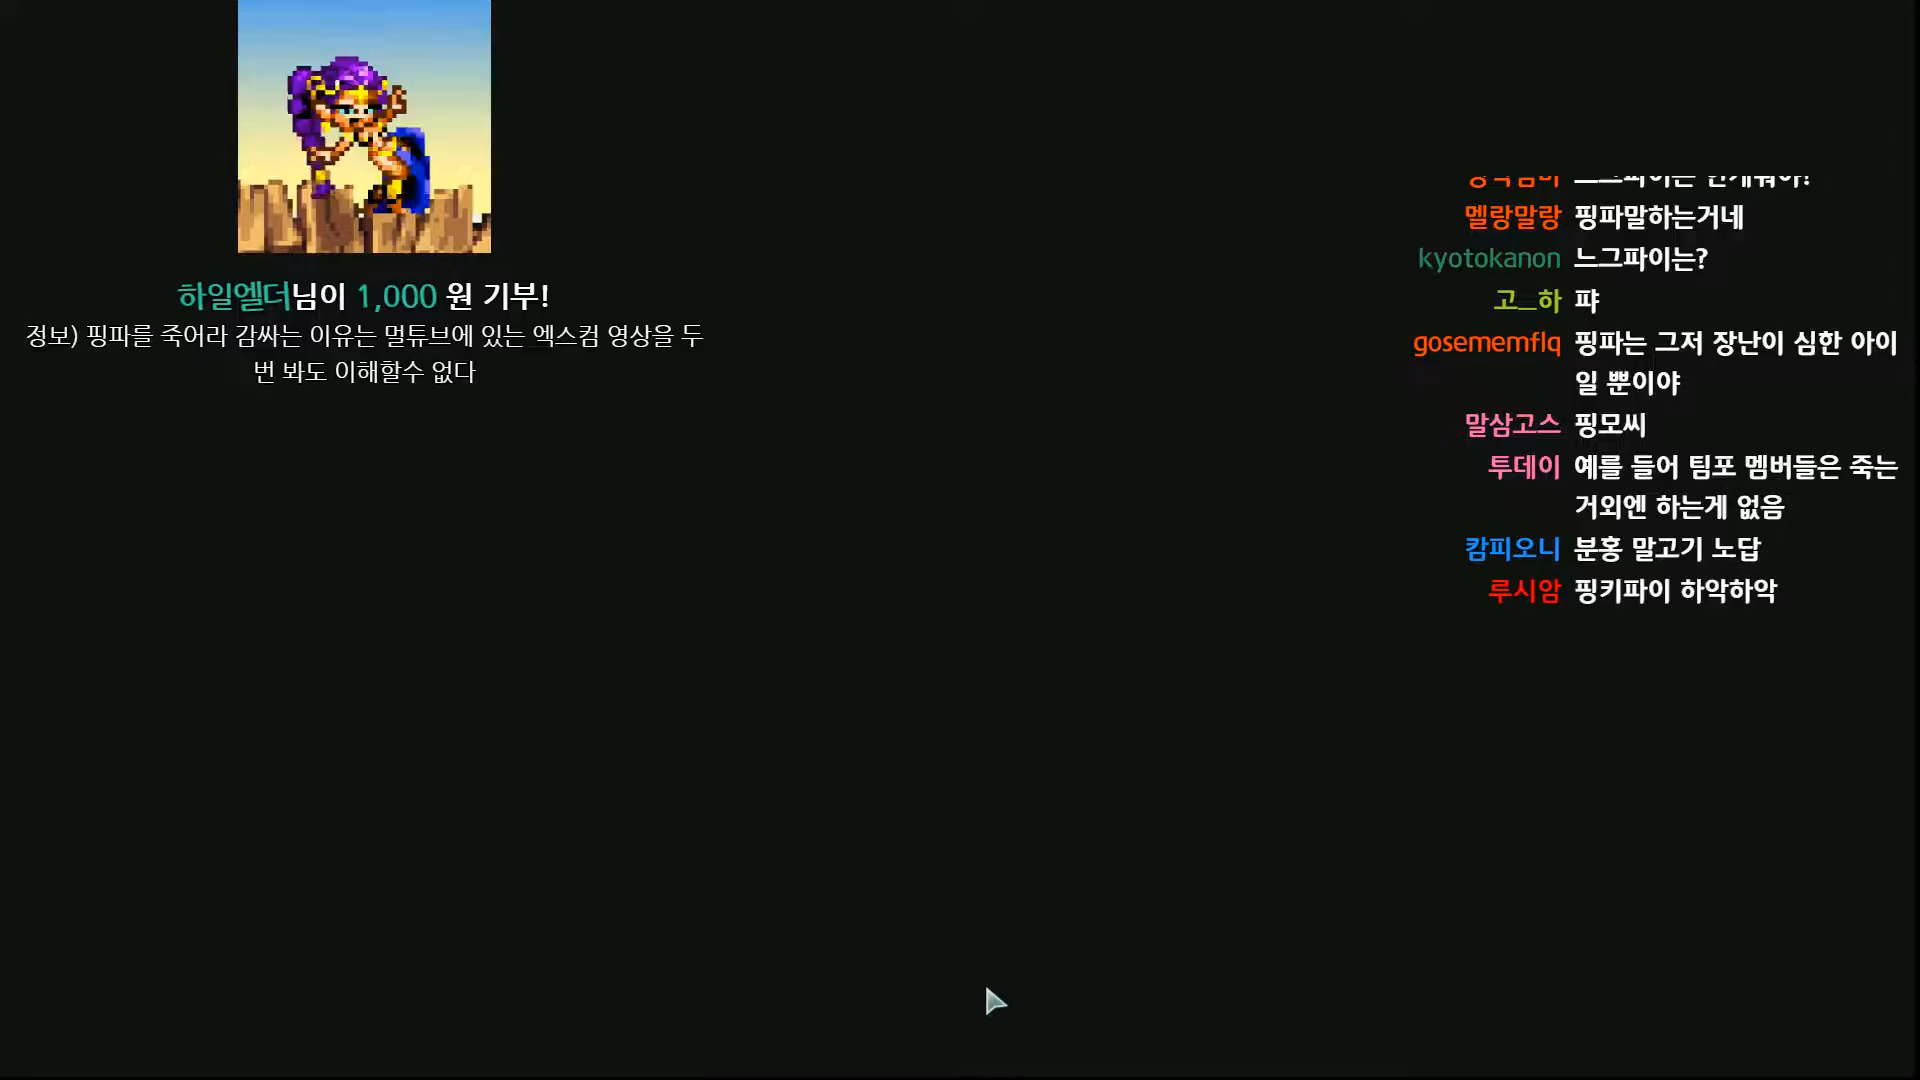 하일엘더님이 1,000 원 기부!
정보) 핑파를 죽어라 감싸는 이유는 멀튜브에 있는 엑스컴 영상을 두
번 봐도 이해할수 없다
멜랑말랑 핑파말하는거네
kyotokanon 느그파이는?
고__하 퍄
gosememflq 핑파는 그저 장난이 심한 아이
일 뿐이야
말삼고스 핑모씨
투데이 예를 들어 팀포 멤버들은 죽는
거외엔 하는게 없음
캄피오니 분홍 말고기 노답
루시암 핑키파이 하악하악